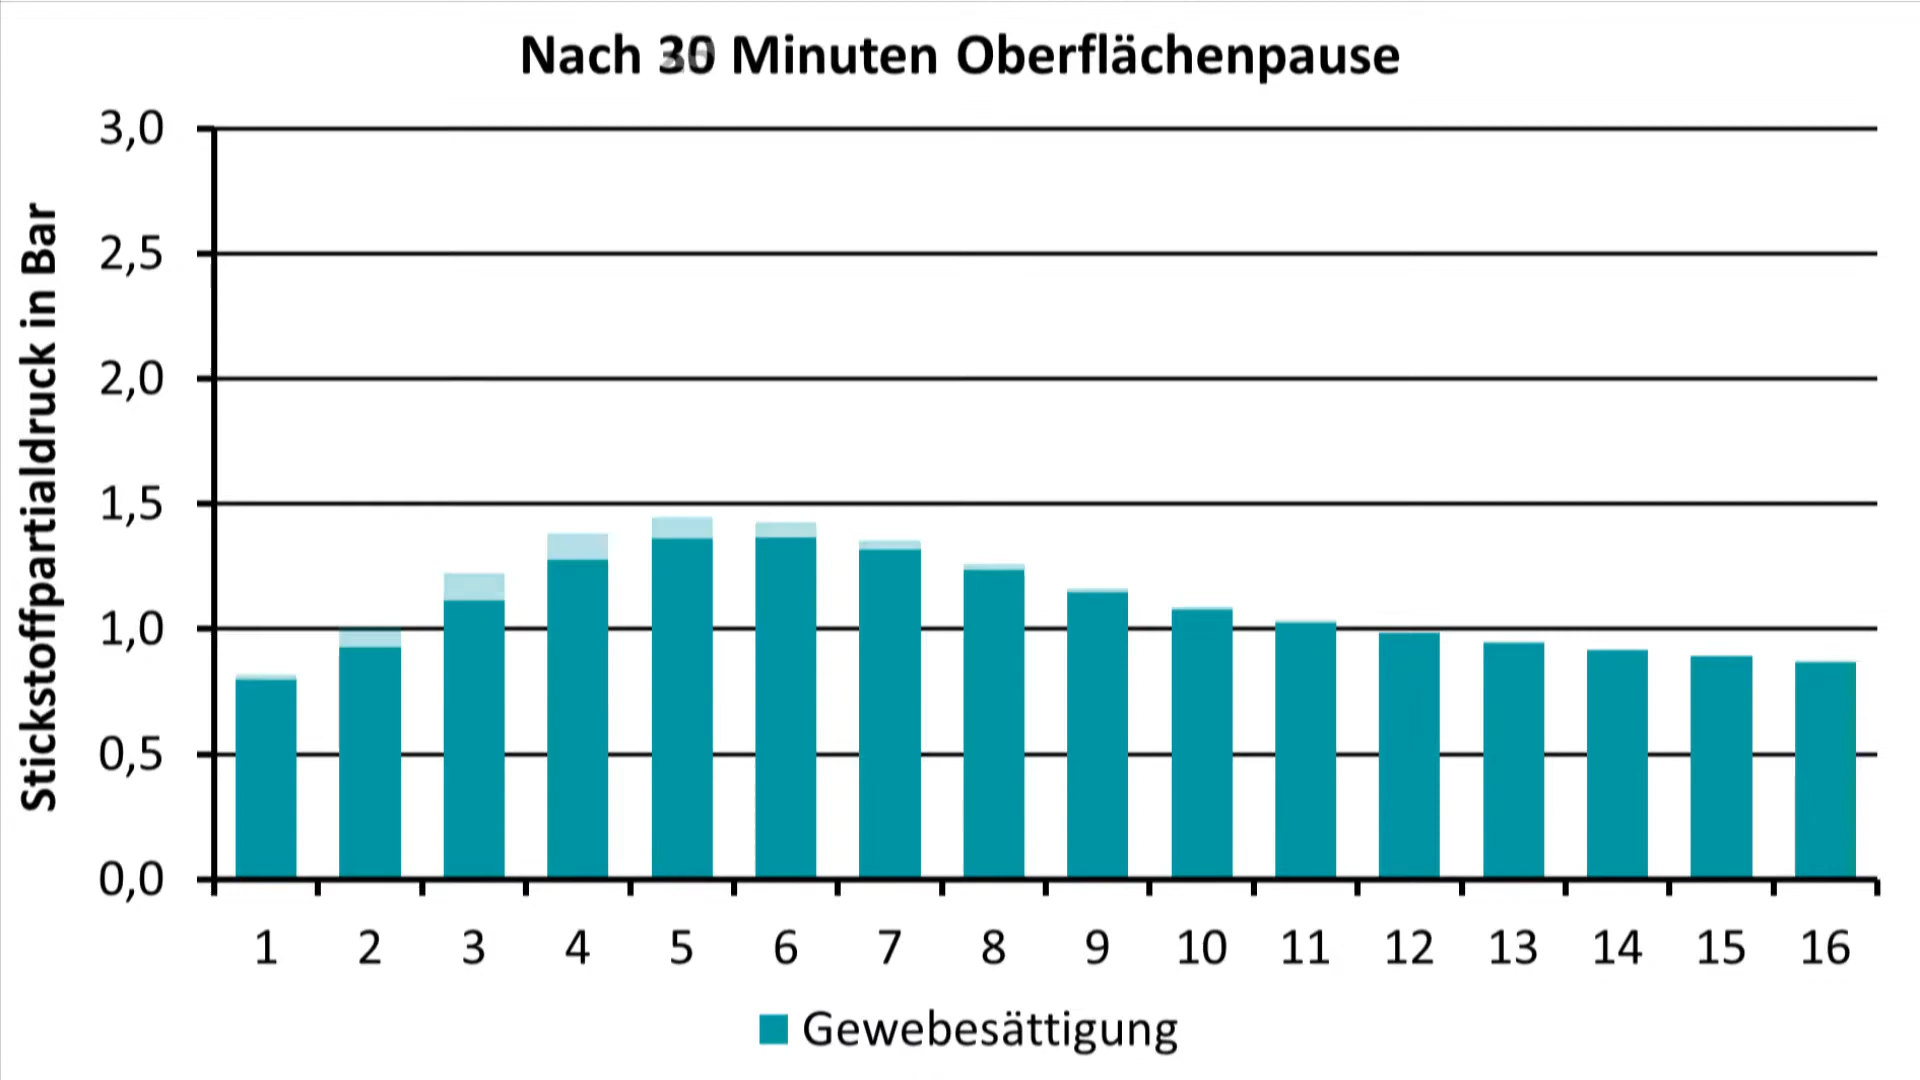 Nach 30 Minuten Oberflächenpause
Stickstoffpartialdruck in Bar
3,0
2,5
2,0
1,5
1,0
0,5
0,0
1 2 3 4 5 6 7 8 9 10 11 12 13 14 15 16
Gewebesättigung